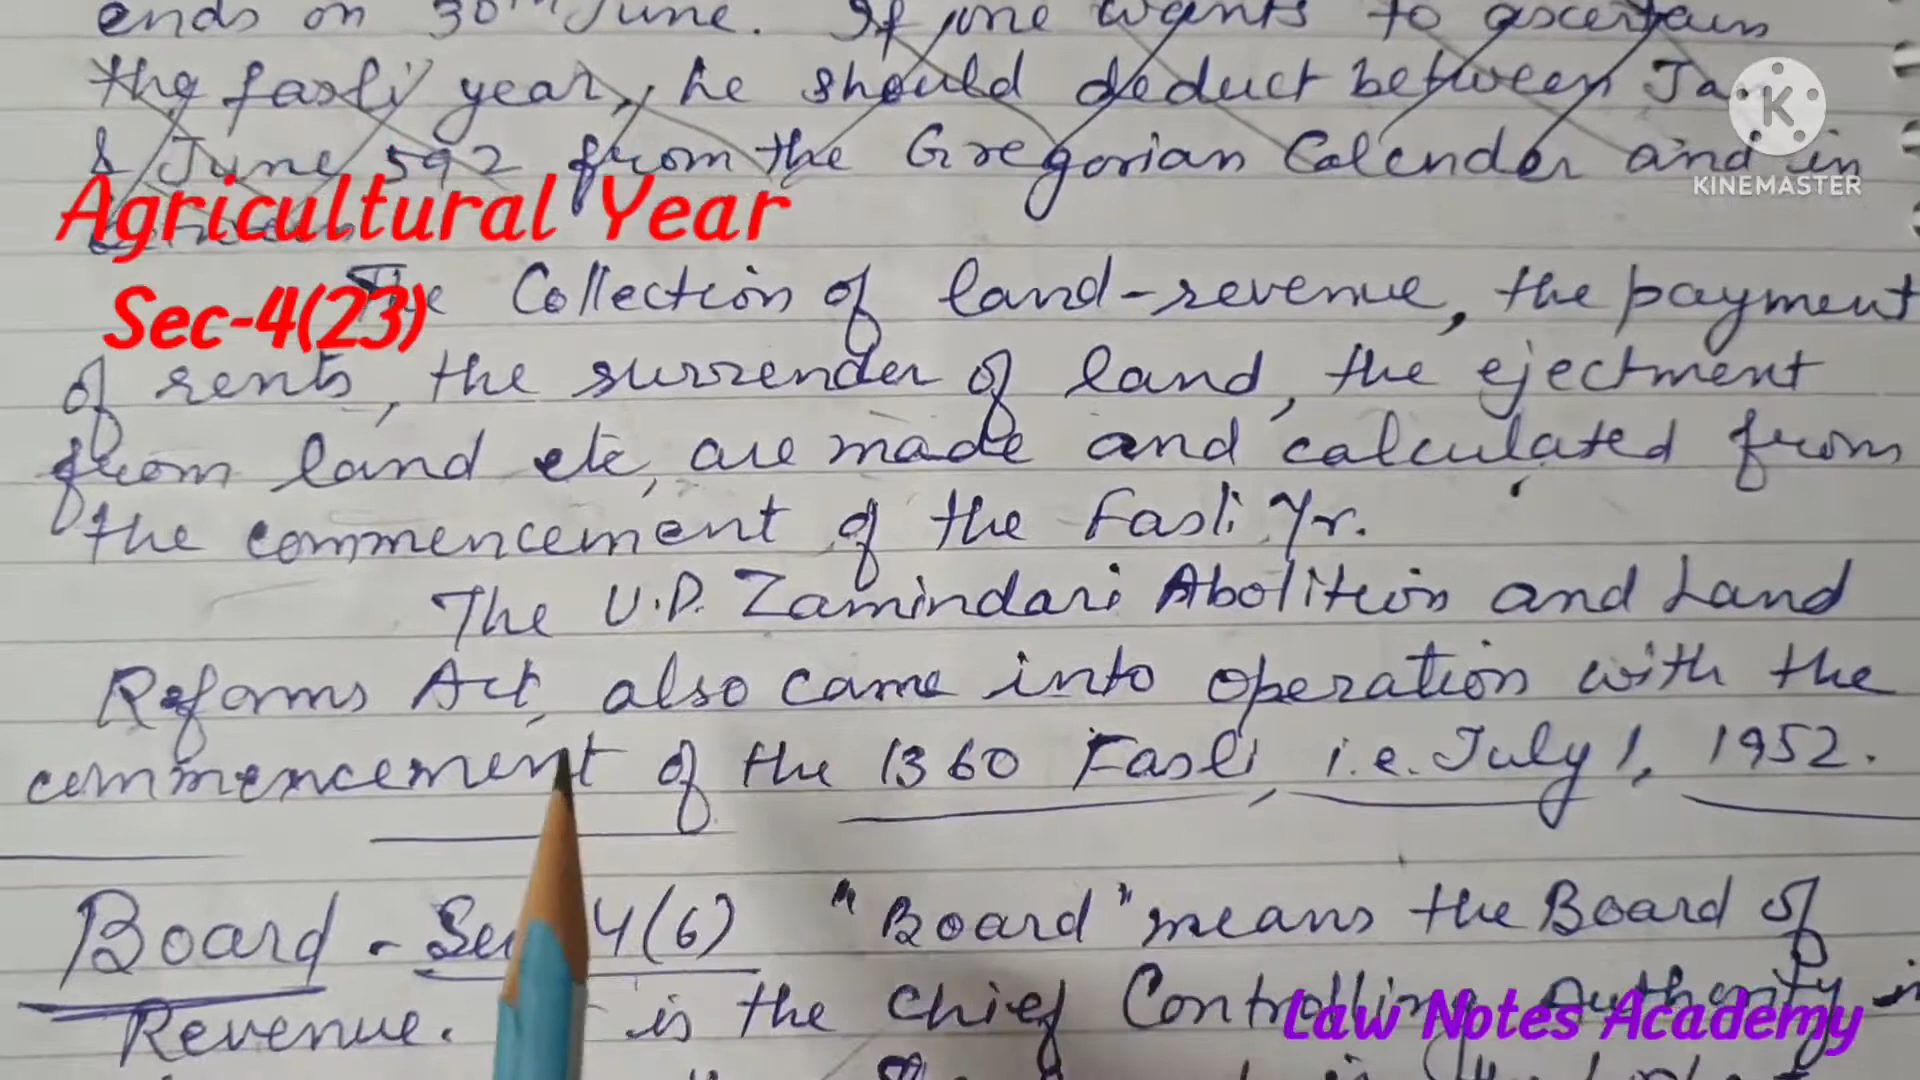 ends on 30th June. If one wants to ascertain
the fasli year, he should deduct between Jan
& June 592 from the Gregorian Calender and in
K
KINEMASTER
Agricultural Year
Sec-4(23)
The Collection of land-revenue, the payment
of rents, the surrender of land, the ejectment
from land etc, are made and calculated from
the commencement of the Fasli Yr.
The U.P. Zamindari Abolition and Land
Reforms Act, also came into operation with the
commencement of the 1360 Fasli, i.e. July 1, 1952.
Board - Sec 4(6) "Board" means the Board of
Revenue. is the Chief Controlling Authority in
Law Notes Academy